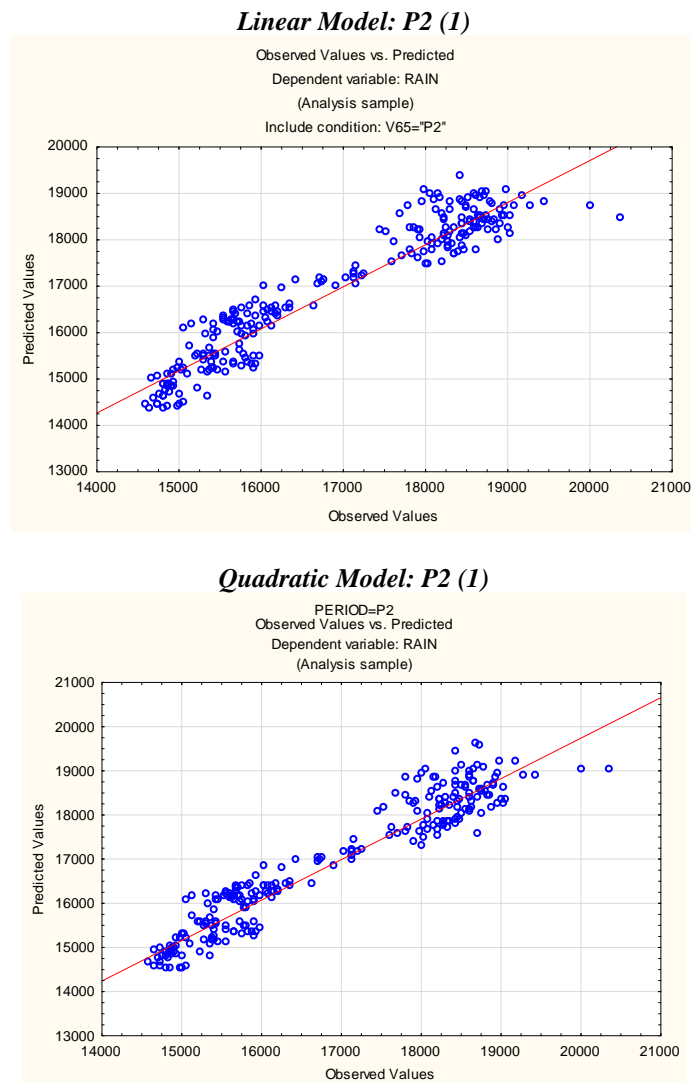 Linear Model: P2 (1)
Observed Values vs. Predicted
Dependent variable: RAIN
(Analysis sample)
Include condition: V65="P2"
20000
19000
18000
17000
16000
15000
14000
13000
Predicted Values
14000 15000 16000 17000 18000 19000 20000 21000
Observed Values
Quadratic Model: P2 (1)
PERIOD=P2
Observed Values vs. Predicted
Dependent variable: RAIN
(Analysis sample)
21000
20000
19000
18000
17000
16000
15000
14000
13000
Predicted Values
14000 15000 16000 17000 18000 19000 20000 21000
Observed Values